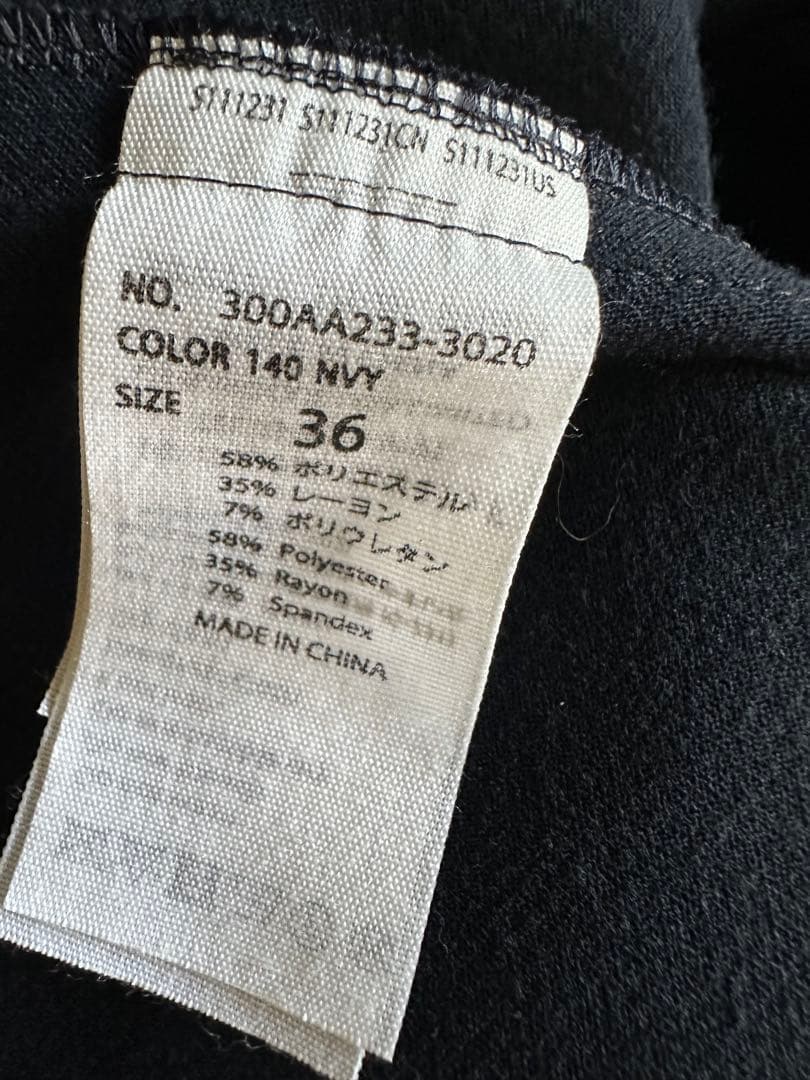 S111231 S111231CN S111231US
NO. 300AA233-3020
COLOR 140 NVY
SIZE 36
58% ポリエステル
35% レーヨン
7% ポリウレタン
58% Polyester
35% Rayon
7% Spandex
MADE IN CHINA